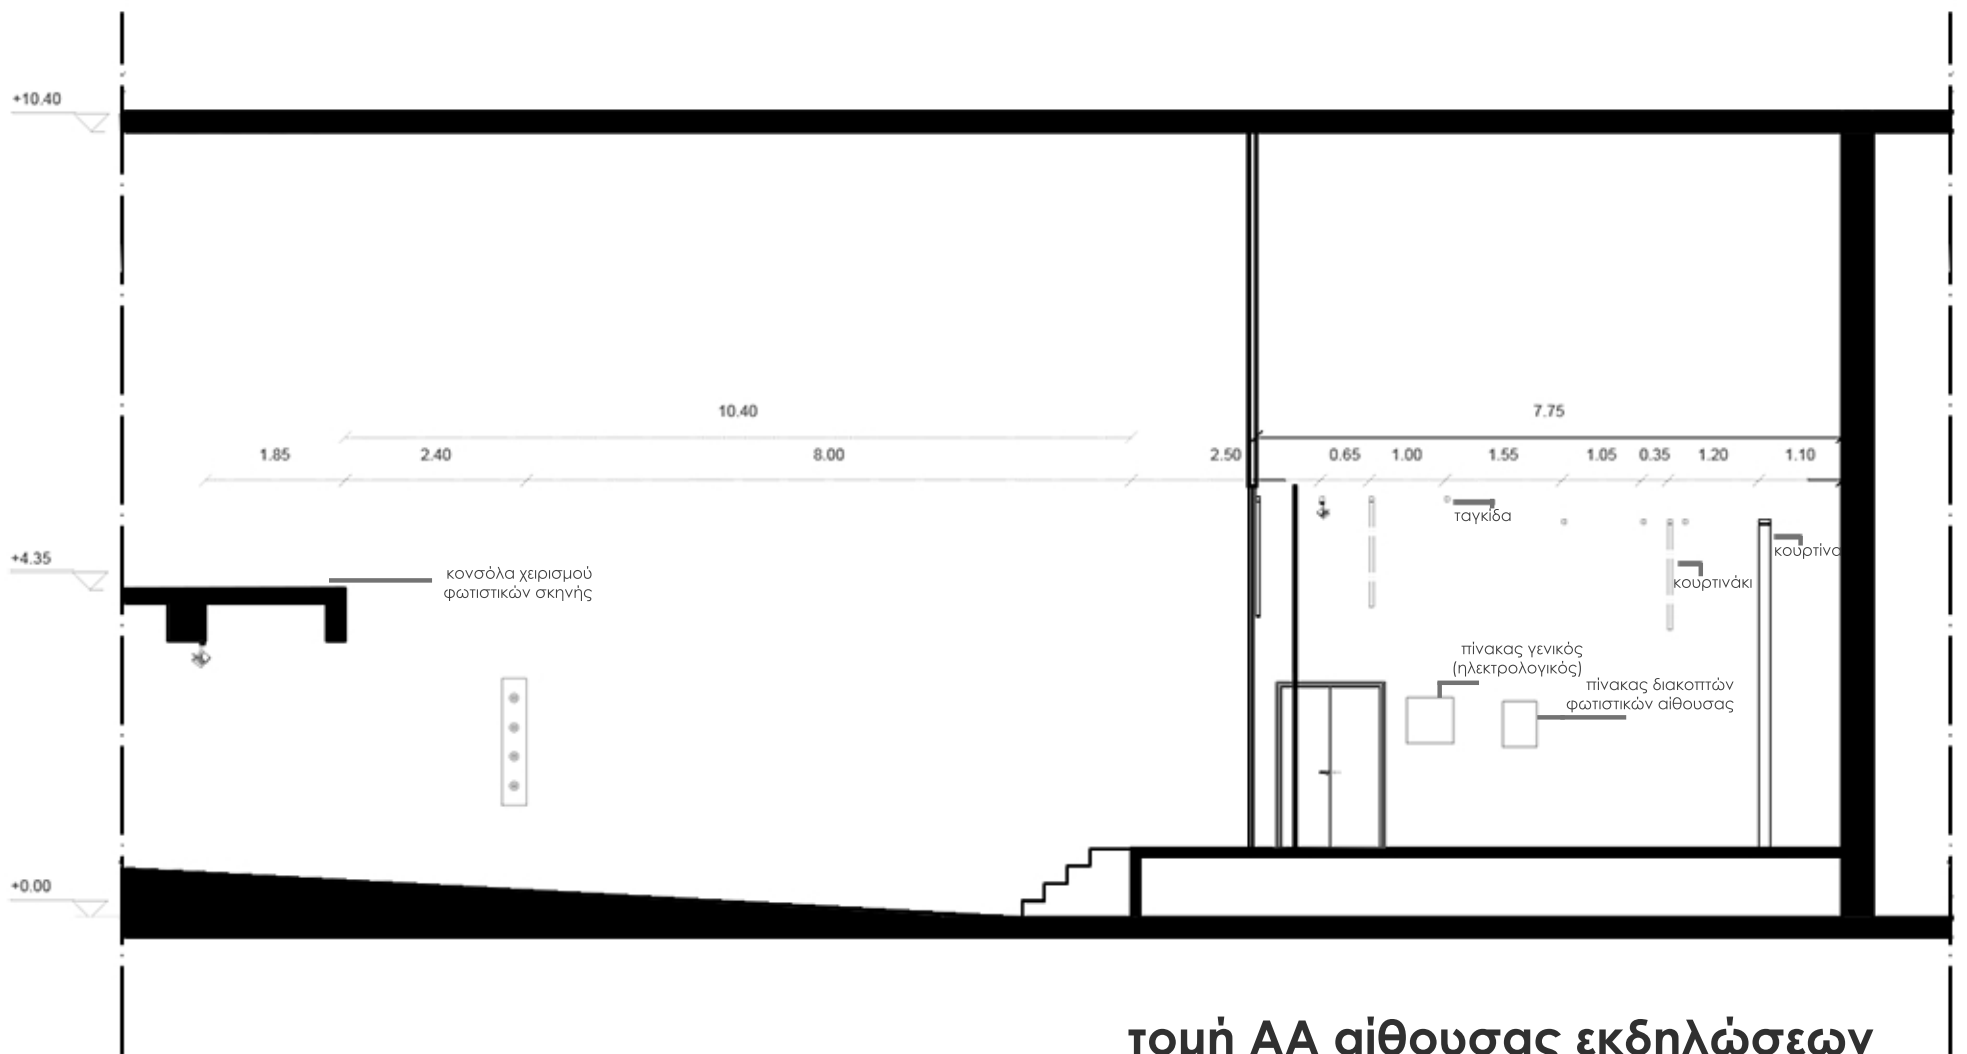 +10.40
10.40
7.75
1.85
2.40
8.00
2.50
0.65
1.00
1.55
1.05
0.35
1.20
1.10
ταγκίδα
κουρτίνα
+4.35
κονσόλα χειρισμού
φωτιστικών σκηνής
κουρτινάκι
πίνακας γενικός
(ηλεκτρολογικός)
πίνακας διακοπτών
φωτιστικών αίθουσας
+0.00
τομή ΑΑ αίθουσας εκδηλώσεων